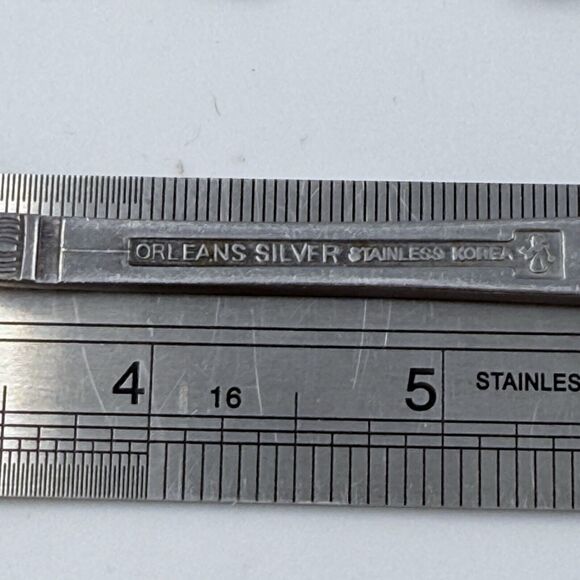 ORLEANS SILVER STAINLESS KOREA
4 16 5 STAINLES